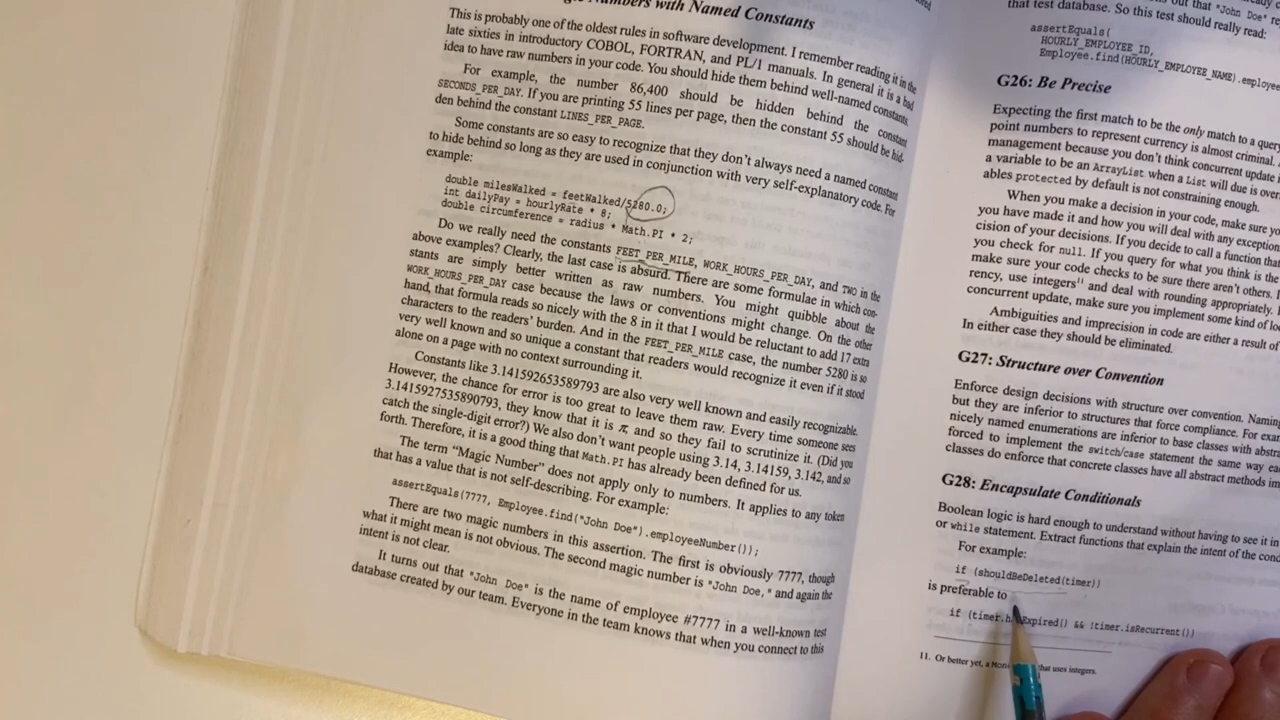 Numbers with Named Constants
This is probably one of the oldest rules in software development. I remember reading it in the
late sixties in introductory COBOL, FORTRAN, and PL/1 manuals. In general it is a bad
idea to have raw numbers in your code. You should hide them behind well-named constants.
For example, the number 86,400 should be hidden behind the constant
SECONDS_PER_DAY. If you are printing 55 lines per page, then the constant 55 should be hid-
den behind the constant LINES_PER_PAGE.
Some constants are so easy to recognize that they don't always need a named constant
to hide behind so long as they are used in conjunction with very self-explanatory code. For
example:
double milesWalked = feetWalked/5280.0;
int dailyPay = hourlyRate * 8;
double circumference = radius * Math.PI * 2;
Do we really need the constants FEET_PER_MILE, WORK_HOURS_PER_DAY, and TWO in the
above examples? Clearly, the last case is absurd. There are some formulae in which con-
stants are simply better written as raw numbers. You might quibble about the
WORK_HOURS_PER_DAY case because the laws or conventions might change. On the other
hand, that formula reads so nicely with the 8 in it that I would be reluctant to add 17 extra
characters to the readers' burden. And in the FEET_PER_MILE case, the number 5280 is so
very well known and so unique a constant that readers would recognize it even if it stood
alone on a page with no context surrounding it.
Constants like 3.141592653589793 are also very well known and easily recognizable.
However, the chance for error is too great to leave them raw. Every time someone sees
3.1415927535890793, they know that it is π, and so they fail to scrutinize it. (Did you
catch the single-digit error?) We also don't want people using 3.14, 3.14159, 3.142, and so
forth. Therefore, it is a good thing that Math.PI has already been defined for us.
The term "Magic Number" does not apply only to numbers. It applies to any token
that has a value that is not self-describing. For example:
assertEquals(7777, Employee.find("John Doe").employeeNumber());
There are two magic numbers in this assertion. The first is obviously 7777, though
what it might mean is not obvious. The second magic number is "John Doe," and again the
intent is not clear.
It turns out that "John Doe" is the name of employee #7777 in a well-known test
database created by our team. Everyone in the team knows that when you connect to this
that test database. So this test should really read:
assertEquals(
HOURLY_EMPLOYEE_ID,
Employee.find(HOURLY_EMPLOYEE_NAME).employe
G26: Be Precise
Expecting the first match to be the only match to a query
point numbers to represent currency is almost criminal.
management because you don't think concurrent update i
a variable to be an ArrayList when a List will due is over
ables protected by default is not constraining enough.
When you make a decision in your code, make sure yo
you have made it and how you will deal with any exception
cision of your decisions. If you decide to call a function that
you check for null. If you query for what you think is the
make sure your code checks to be sure there aren't others.
rency, use integers11 and deal with rounding appropriately.
concurrent update, make sure you implement some kind of lo
Ambiguities and imprecision in code are either a result of
In either case they should be eliminated.
G27: Structure over Convention
Enforce design decisions with structure over convention. Naming
but they are inferior to structures that force compliance. For exa
nicely named enumerations are inferior to base classes with abstra
forced to implement the switch/case statement the same way ea
classes do enforce that concrete classes have all abstract methods im
G28: Encapsulate Conditionals
Boolean logic is hard enough to understand without having to see it in
or while statement. Extract functions that explain the intent of the cond
For example:
if (shouldBeDeleted(timer))
is preferable to
if (timer.h Expired() && !timer.isRecurrent())
11. Or better yet, a Mon that uses integers.